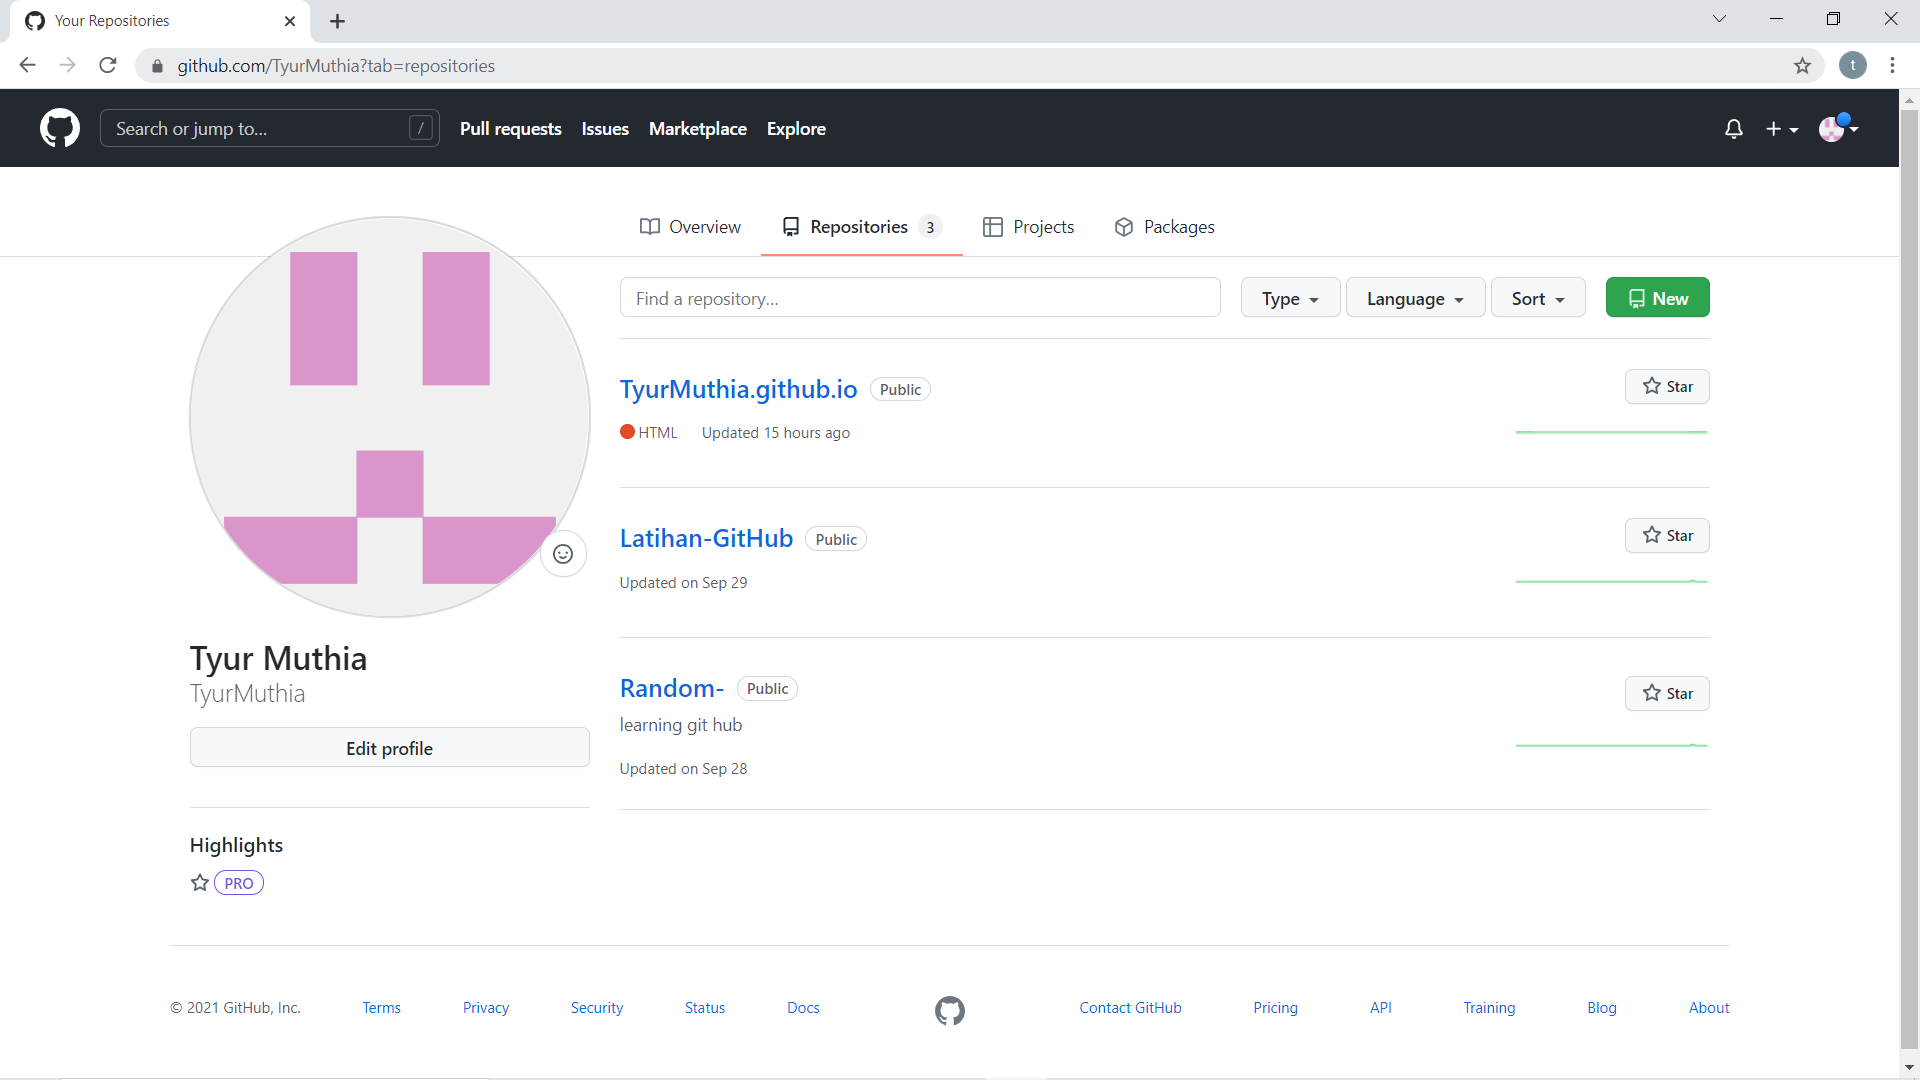 Your Repositories
github.com/TyurMuthia?tab=repositories
t
Search or jump to...
/
Pull requests
Issues
Marketplace
Explore
Overview
Repositories 3
Projects
Packages
Find a repository...
Type
Language
Sort
New
TyurMuthia.github.io Public
Star
HTML Updated 15 hours ago
Latihan-GitHub Public
Star
Updated on Sep 29
Random- Public
Star
learning git hub
Updated on Sep 28
Tyur Muthia
TyurMuthia
Edit profile
Highlights
PRO
© 2021 GitHub, Inc.
Terms
Privacy
Security
Status
Docs
Contact GitHub
Pricing
API
Training
Blog
About